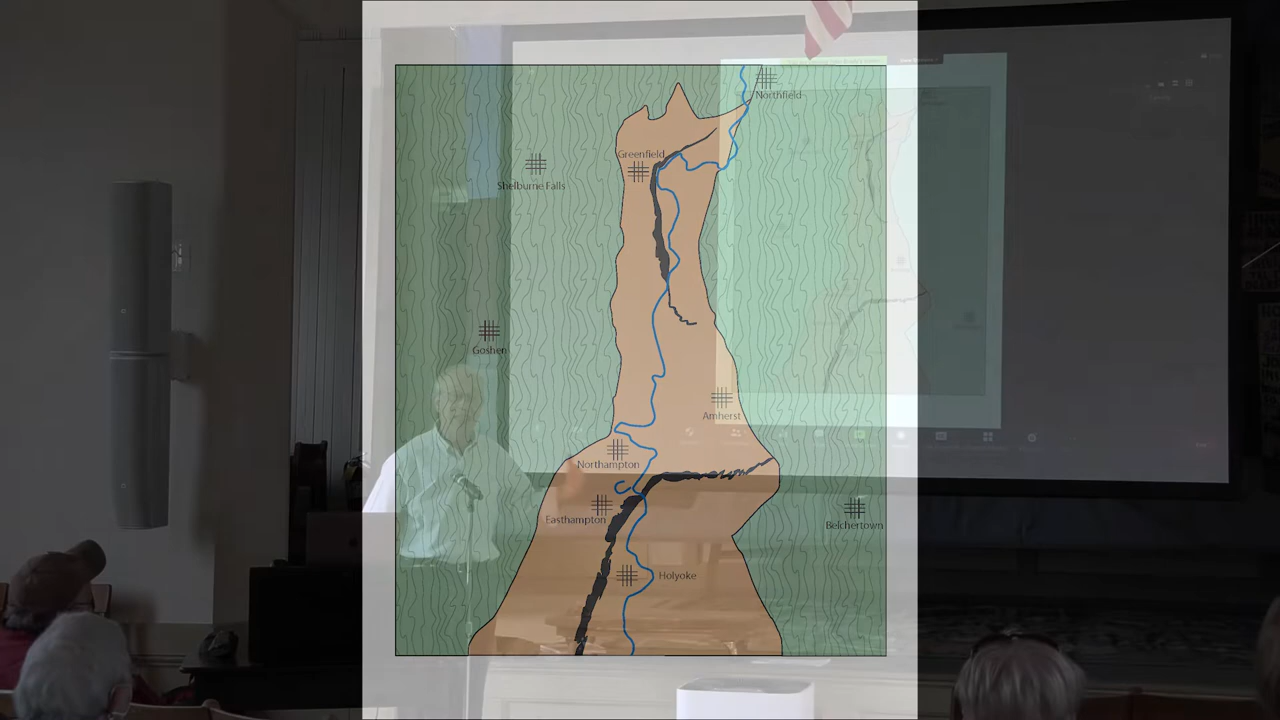 Northfield
Greenfield
Shelburne Falls
Goshen
Amherst
Northampton
Easthampton
Belchertown
Holyoke